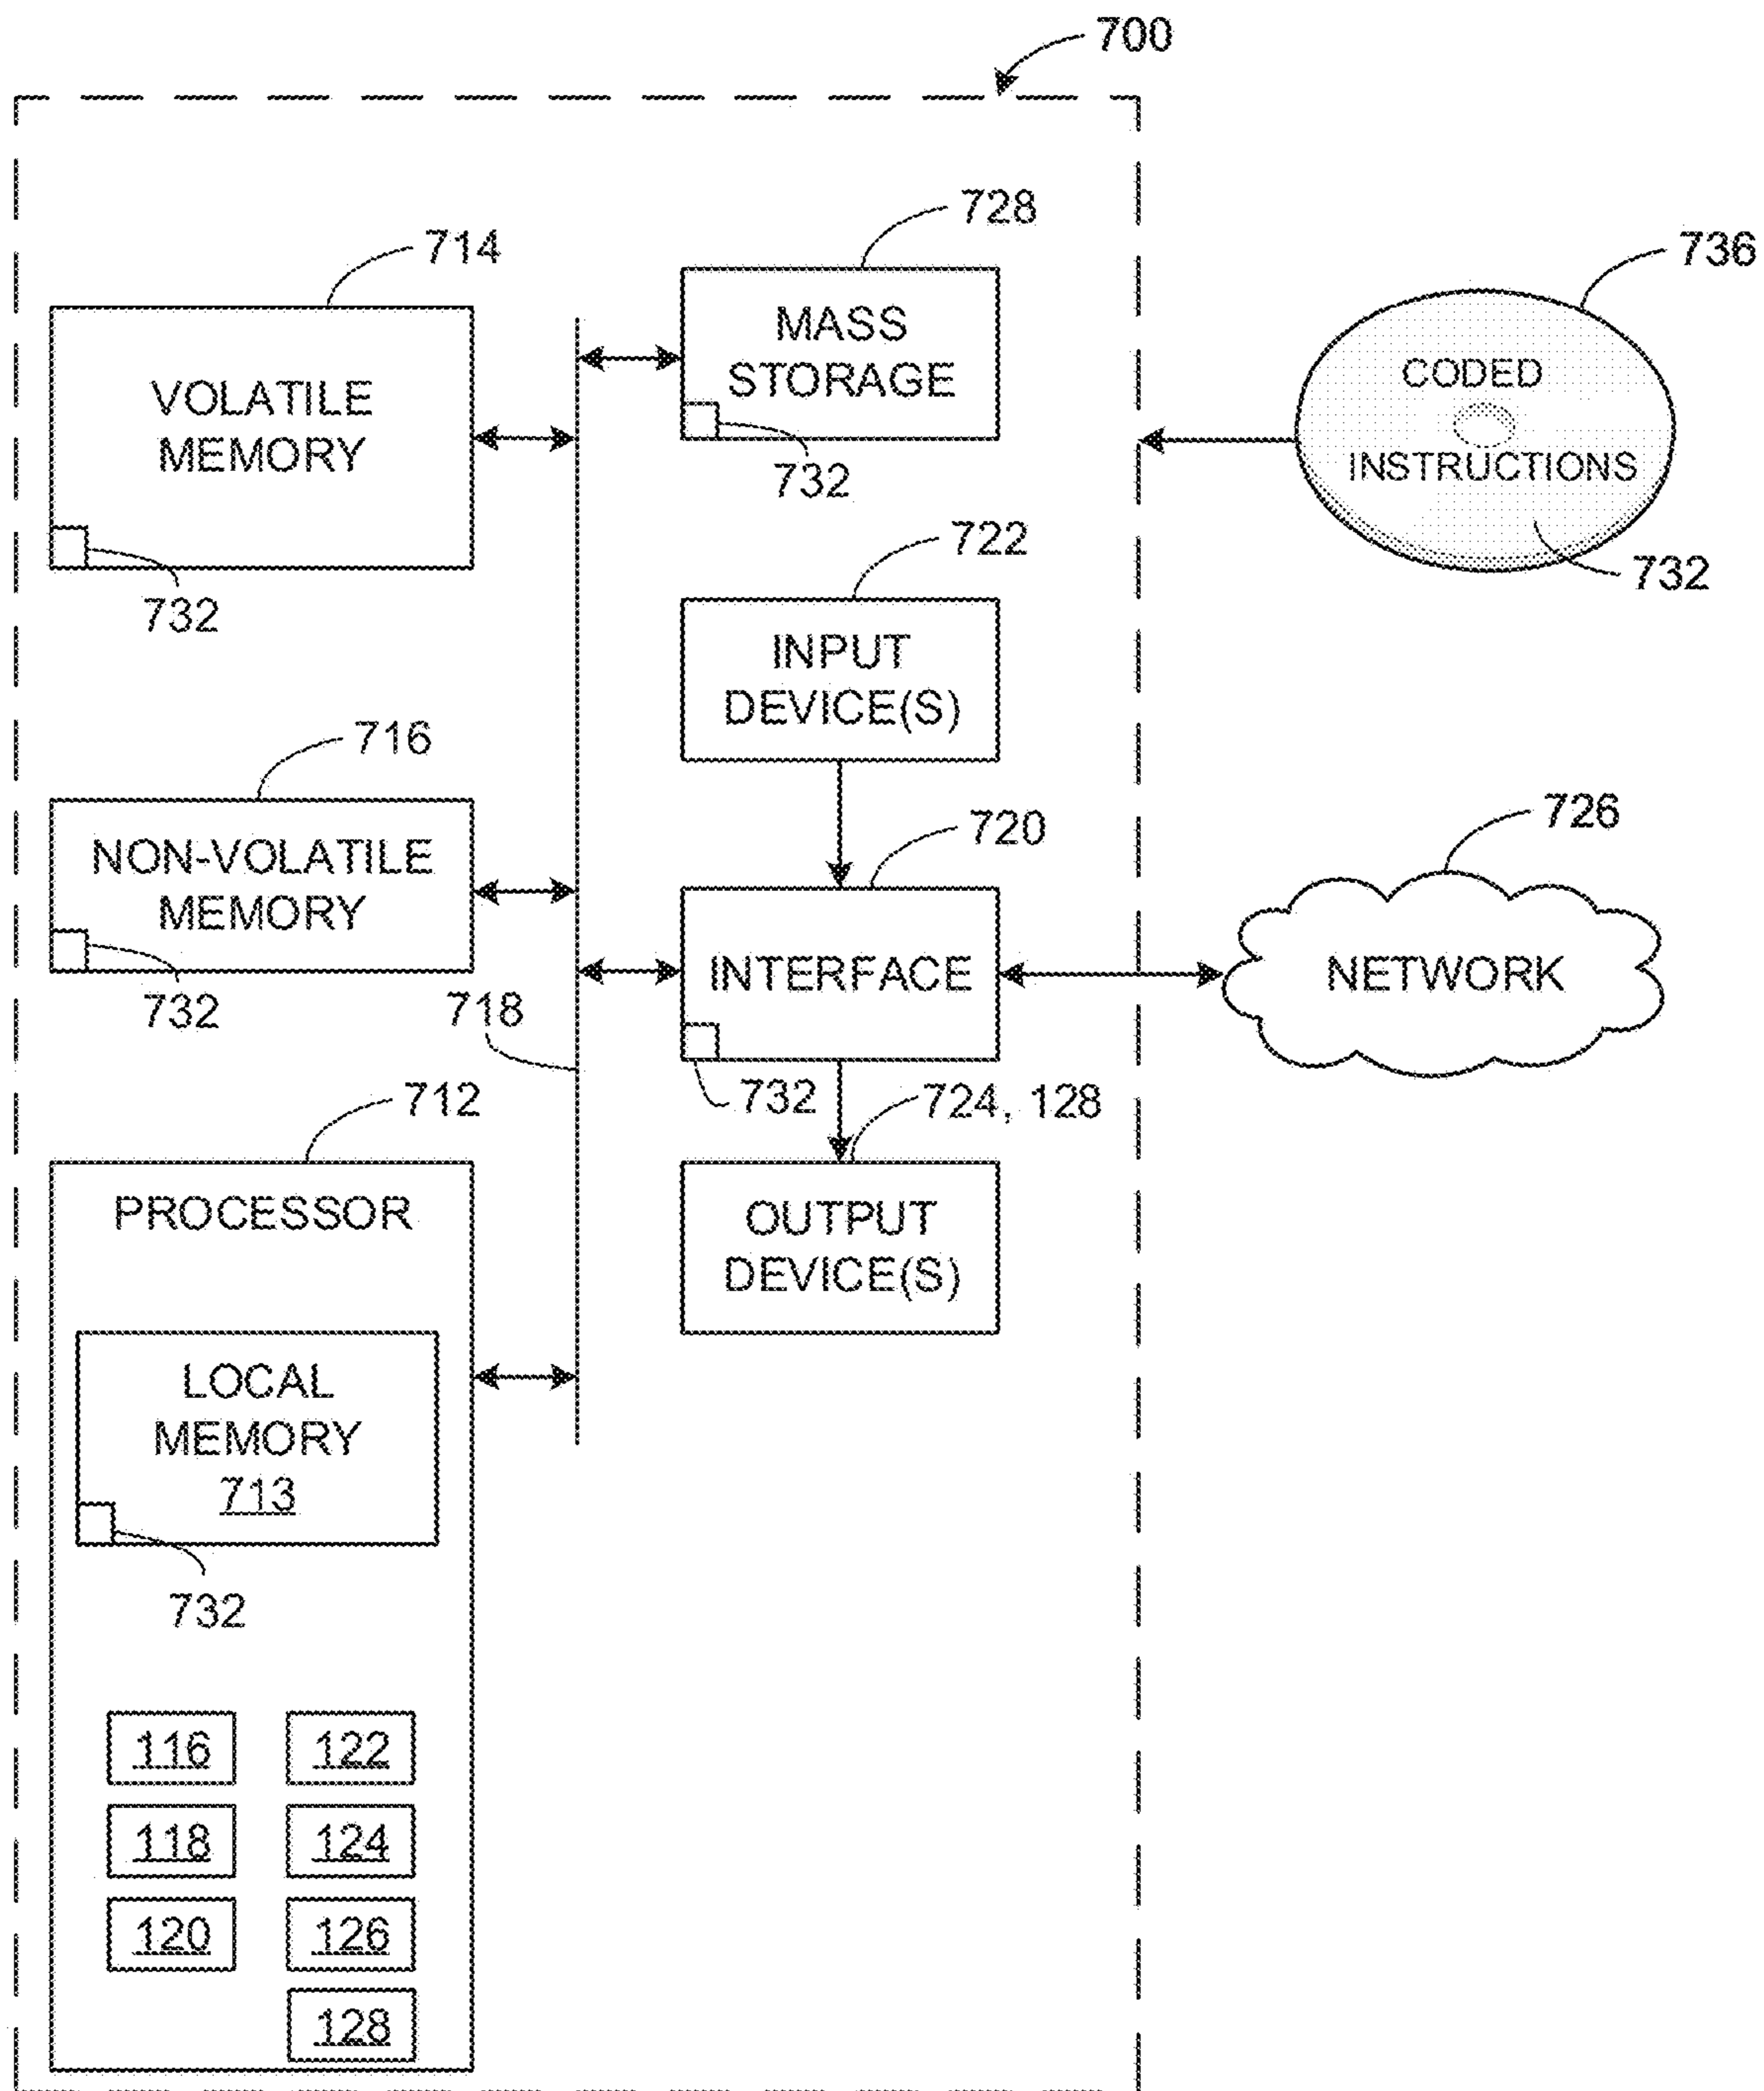 700
728
714
736
MASS
STORAGE
VOLATILE
MEMORY
CODED
INSTRUCTIONS
732
732
732
722
INPUT
DEVICE(S)
716
720
726
NON-VOLATILE
MEMORY
INTERFACE
NETWORK
732
718
732
724, 128
712
PROCESSOR
OUTPUT
DEVICE(S)
LOCAL
MEMORY
713
732
116
122
118
124
120
126
128